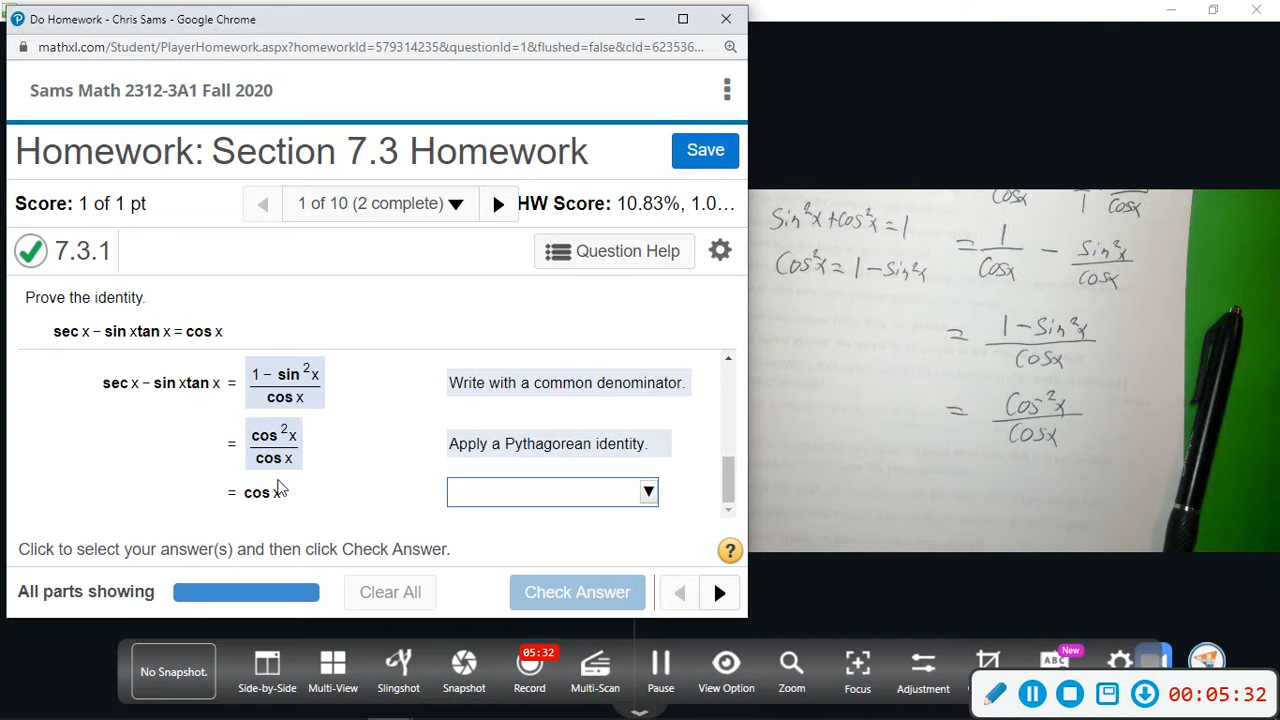 Do Homework - Chris Sams - Google Chrome
mathxl.com/Student/PlayerHomework.aspx?homeworkId=579314235&questionId=1&flushed=false&cId=623536...
Sams Math 2312-3A1 Fall 2020
Homework: Section 7.3 Homework
Save
Score: 1 of 1 pt
1 of 10 (2 complete) ▼
HW Score: 10.83%, 1.0...
7.3.1
Question Help
Prove the identity.
sec x − sin xtan x = cos x
sec x − sin xtan x = (1 − sin²x)/(cos x)
Write with a common denominator.
= (cos²x)/(cos x)
Apply a Pythagorean identity.
= cos x
Click to select your answer(s) and then click Check Answer.
?
All parts showing
Clear All
Check Answer
Cosx 1 Cosx
Sin²x + Cos²x = 1
Cos²x = 1 − Sin²x
= 1/Cosx − Sin²x/Cosx
= (1 − Sin²x)/Cosx
= Cos²x/Cosx
No Snapshot.
Side-by-Side
Multi-View
Slingshot
Snapshot
05:32
Record
Multi-Scan
Pause
View Option
Zoom
Focus
Adjustment
New
ABC
00:05:32